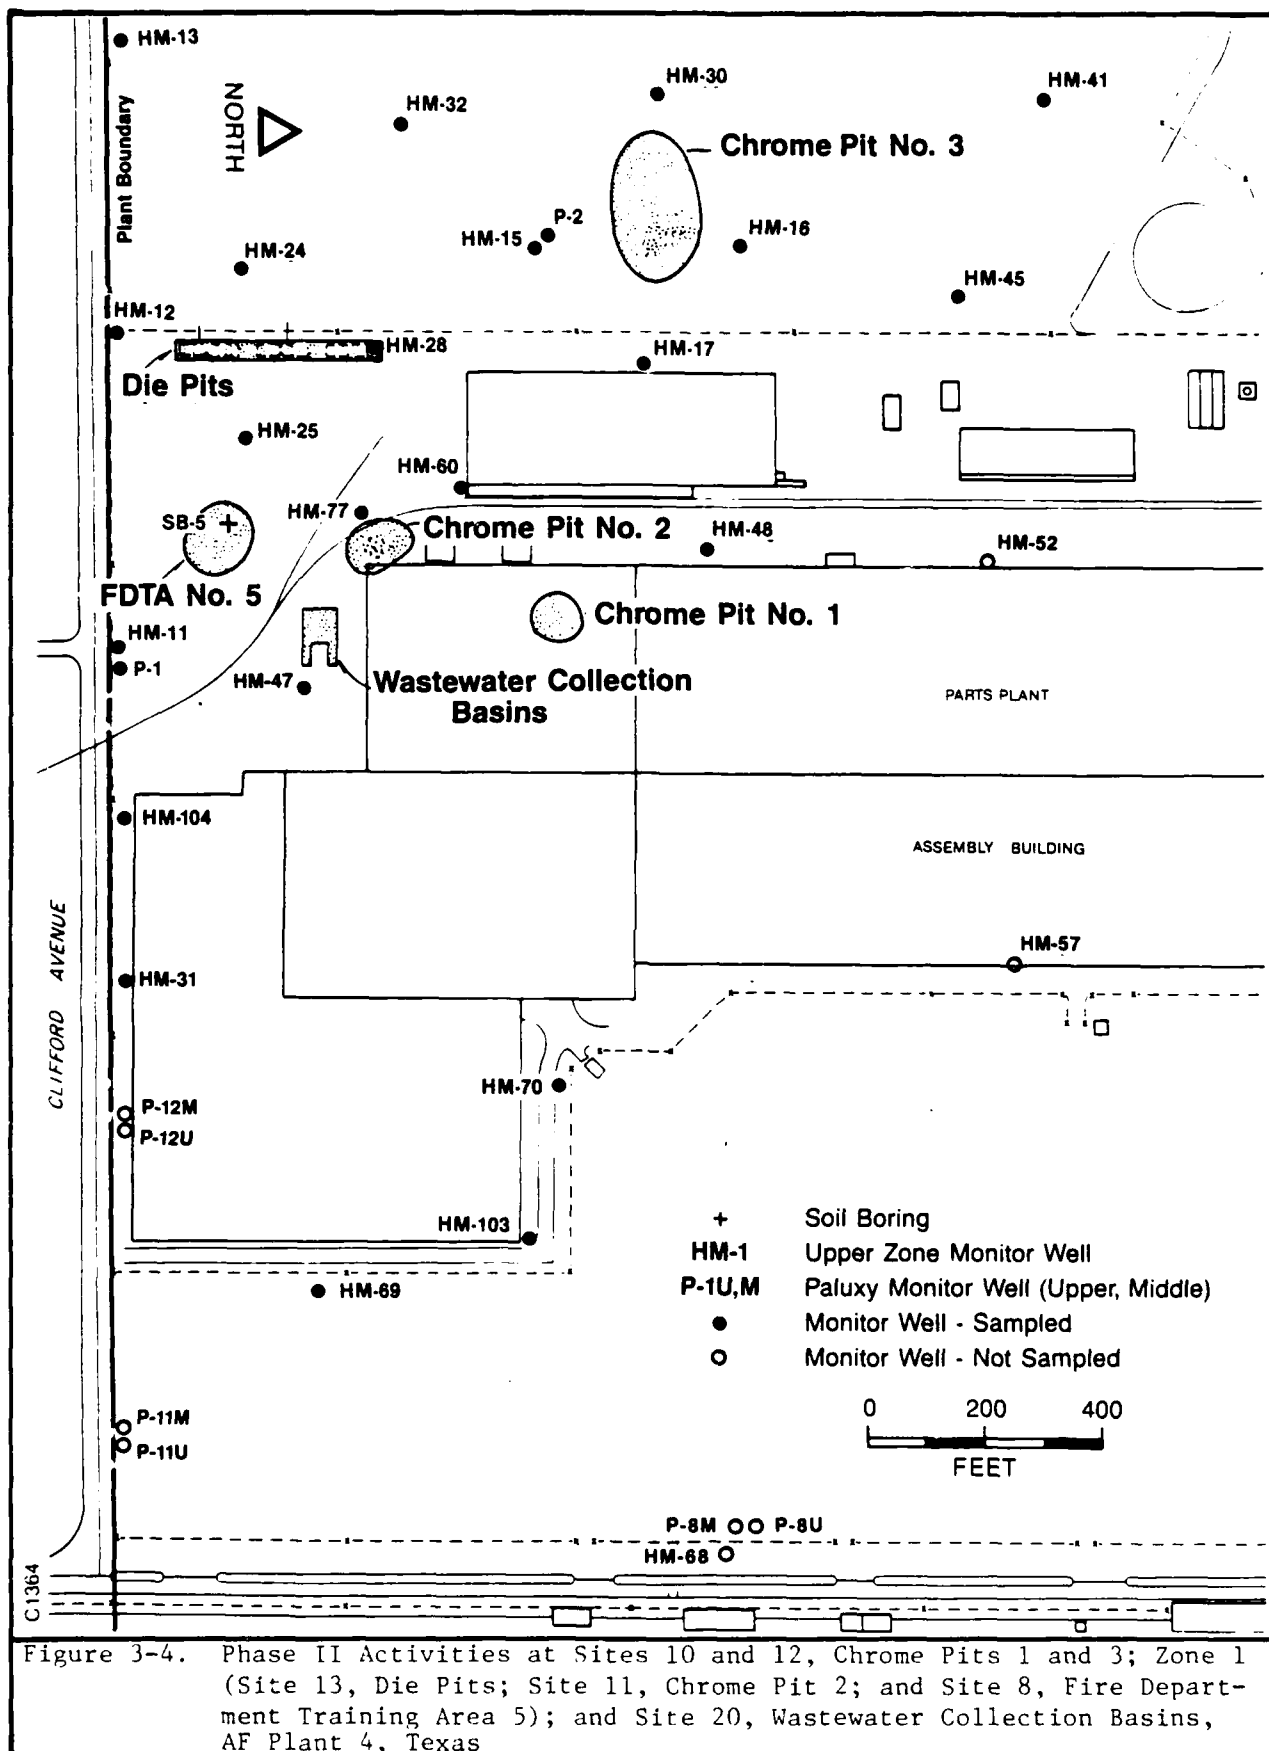 HM-13
HM-30
HM-41
HM-32
NORTH
Plant Boundary
Chrome Pit No. 3
P-2
HM-15
HM-16
HM-24
HM-45
HM-12
HM-28
HM-17
Die Pits
HM-25
HM-60
HM-77
SB-5
Chrome Pit No. 2
HM-48
HM-52
FDTA No. 5
Chrome Pit No. 1
HM-11
P-1
HM-47
Wastewater Collection
Basins
PARTS PLANT
HM-104
ASSEMBLY BUILDING
CLIFFORD AVENUE
HM-57
HM-31
HM-70
P-12M
P-12U
HM-103
+ Soil Boring
HM-1 Upper Zone Monitor Well
P-1U,M Paluxy Monitor Well (Upper, Middle)
Monitor Well - Sampled
Monitor Well - Not Sampled
HM-69
0 200 400
FEET
P-11M
P-11U
P-8M P-8U
HM-68
C1364
Figure 3-4. Phase II Activities at Sites 10 and 12, Chrome Pits 1 and 3; Zone 1
(Site 13, Die Pits; Site 11, Chrome Pit 2; and Site 8, Fire Depart-
ment Training Area 5); and Site 20, Wastewater Collection Basins,
AF Plant 4, Texas